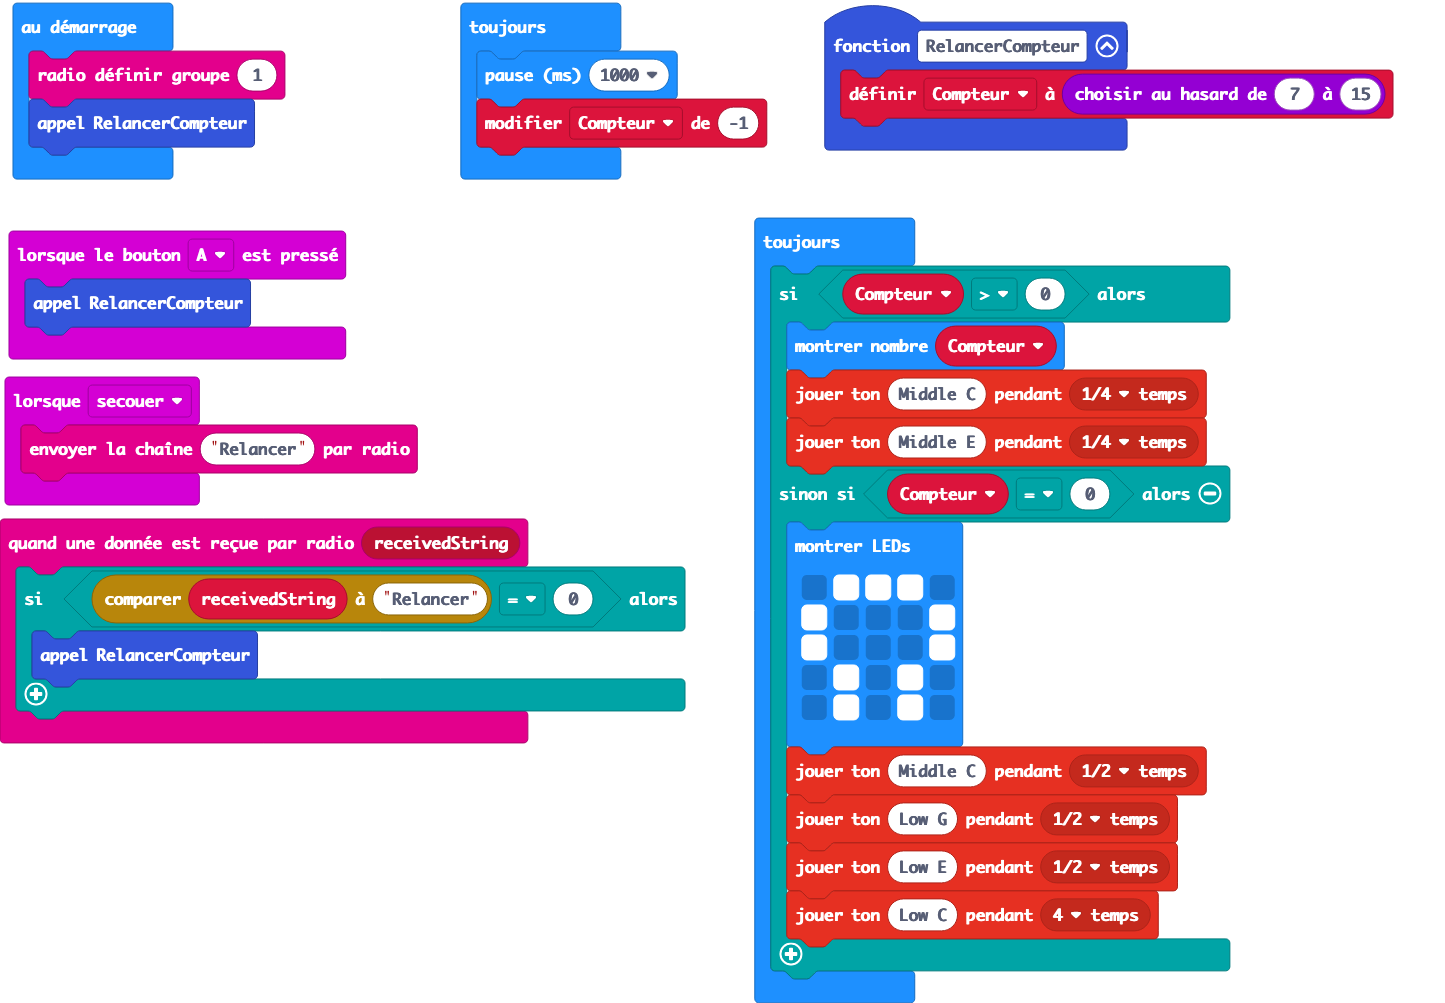 au démarrage
radio définir groupe 1
appel RelancerCompteur
toujours
pause (ms) 1000
modifier Compteur de -1
fonction RelancerCompteur
définir Compteur à choisir au hasard de 7 à 15
lorsque le bouton A est pressé
appel RelancerCompteur
lorsque secouer
envoyer la chaîne "Relancer" par radio
quand une donnée est reçue par radio receivedString
si comparer receivedString à "Relancer" = 0 alors
appel RelancerCompteur
toujours
si Compteur > 0 alors
montrer nombre Compteur
jouer ton Middle C pendant 1/4 temps
jouer ton Middle E pendant 1/4 temps
sinon si Compteur = 0 alors
montrer LEDs
jouer ton Middle C pendant 1/2 temps
jouer ton Low G pendant 1/2 temps
jouer ton Low E pendant 1/2 temps
jouer ton Low C pendant 4 temps